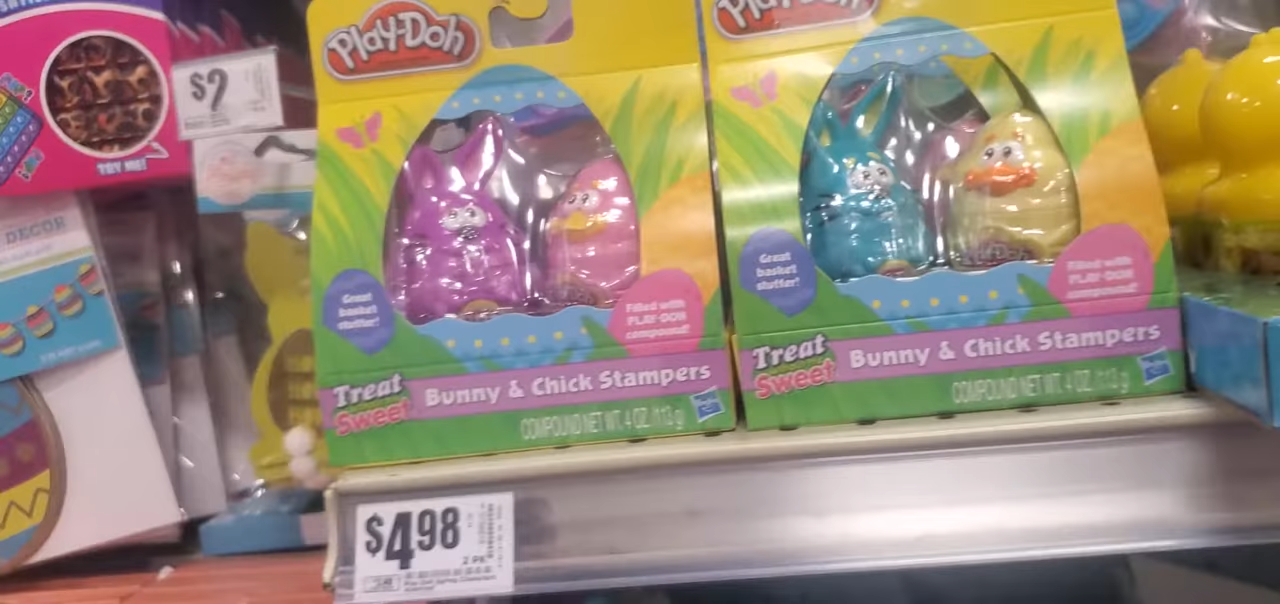 PLAY-DOH
PLAY-DOH
$2
TRY ME!
DECOR
Great
basket
stuffer!
Filled with
PLAY-DOH
compound!
Great
basket
stuffer!
Filled with
PLAY-DOH
compound!
Treat
Sweet
Bunny & Chick Stampers
COMPOUND NET WT. 4 OZ. (113 g)
Hasbro
Treat
Sweet
Bunny & Chick Stampers
COMPOUND NET WT. 4 OZ. (113 g)
Hasbro
$4.98
2 PK